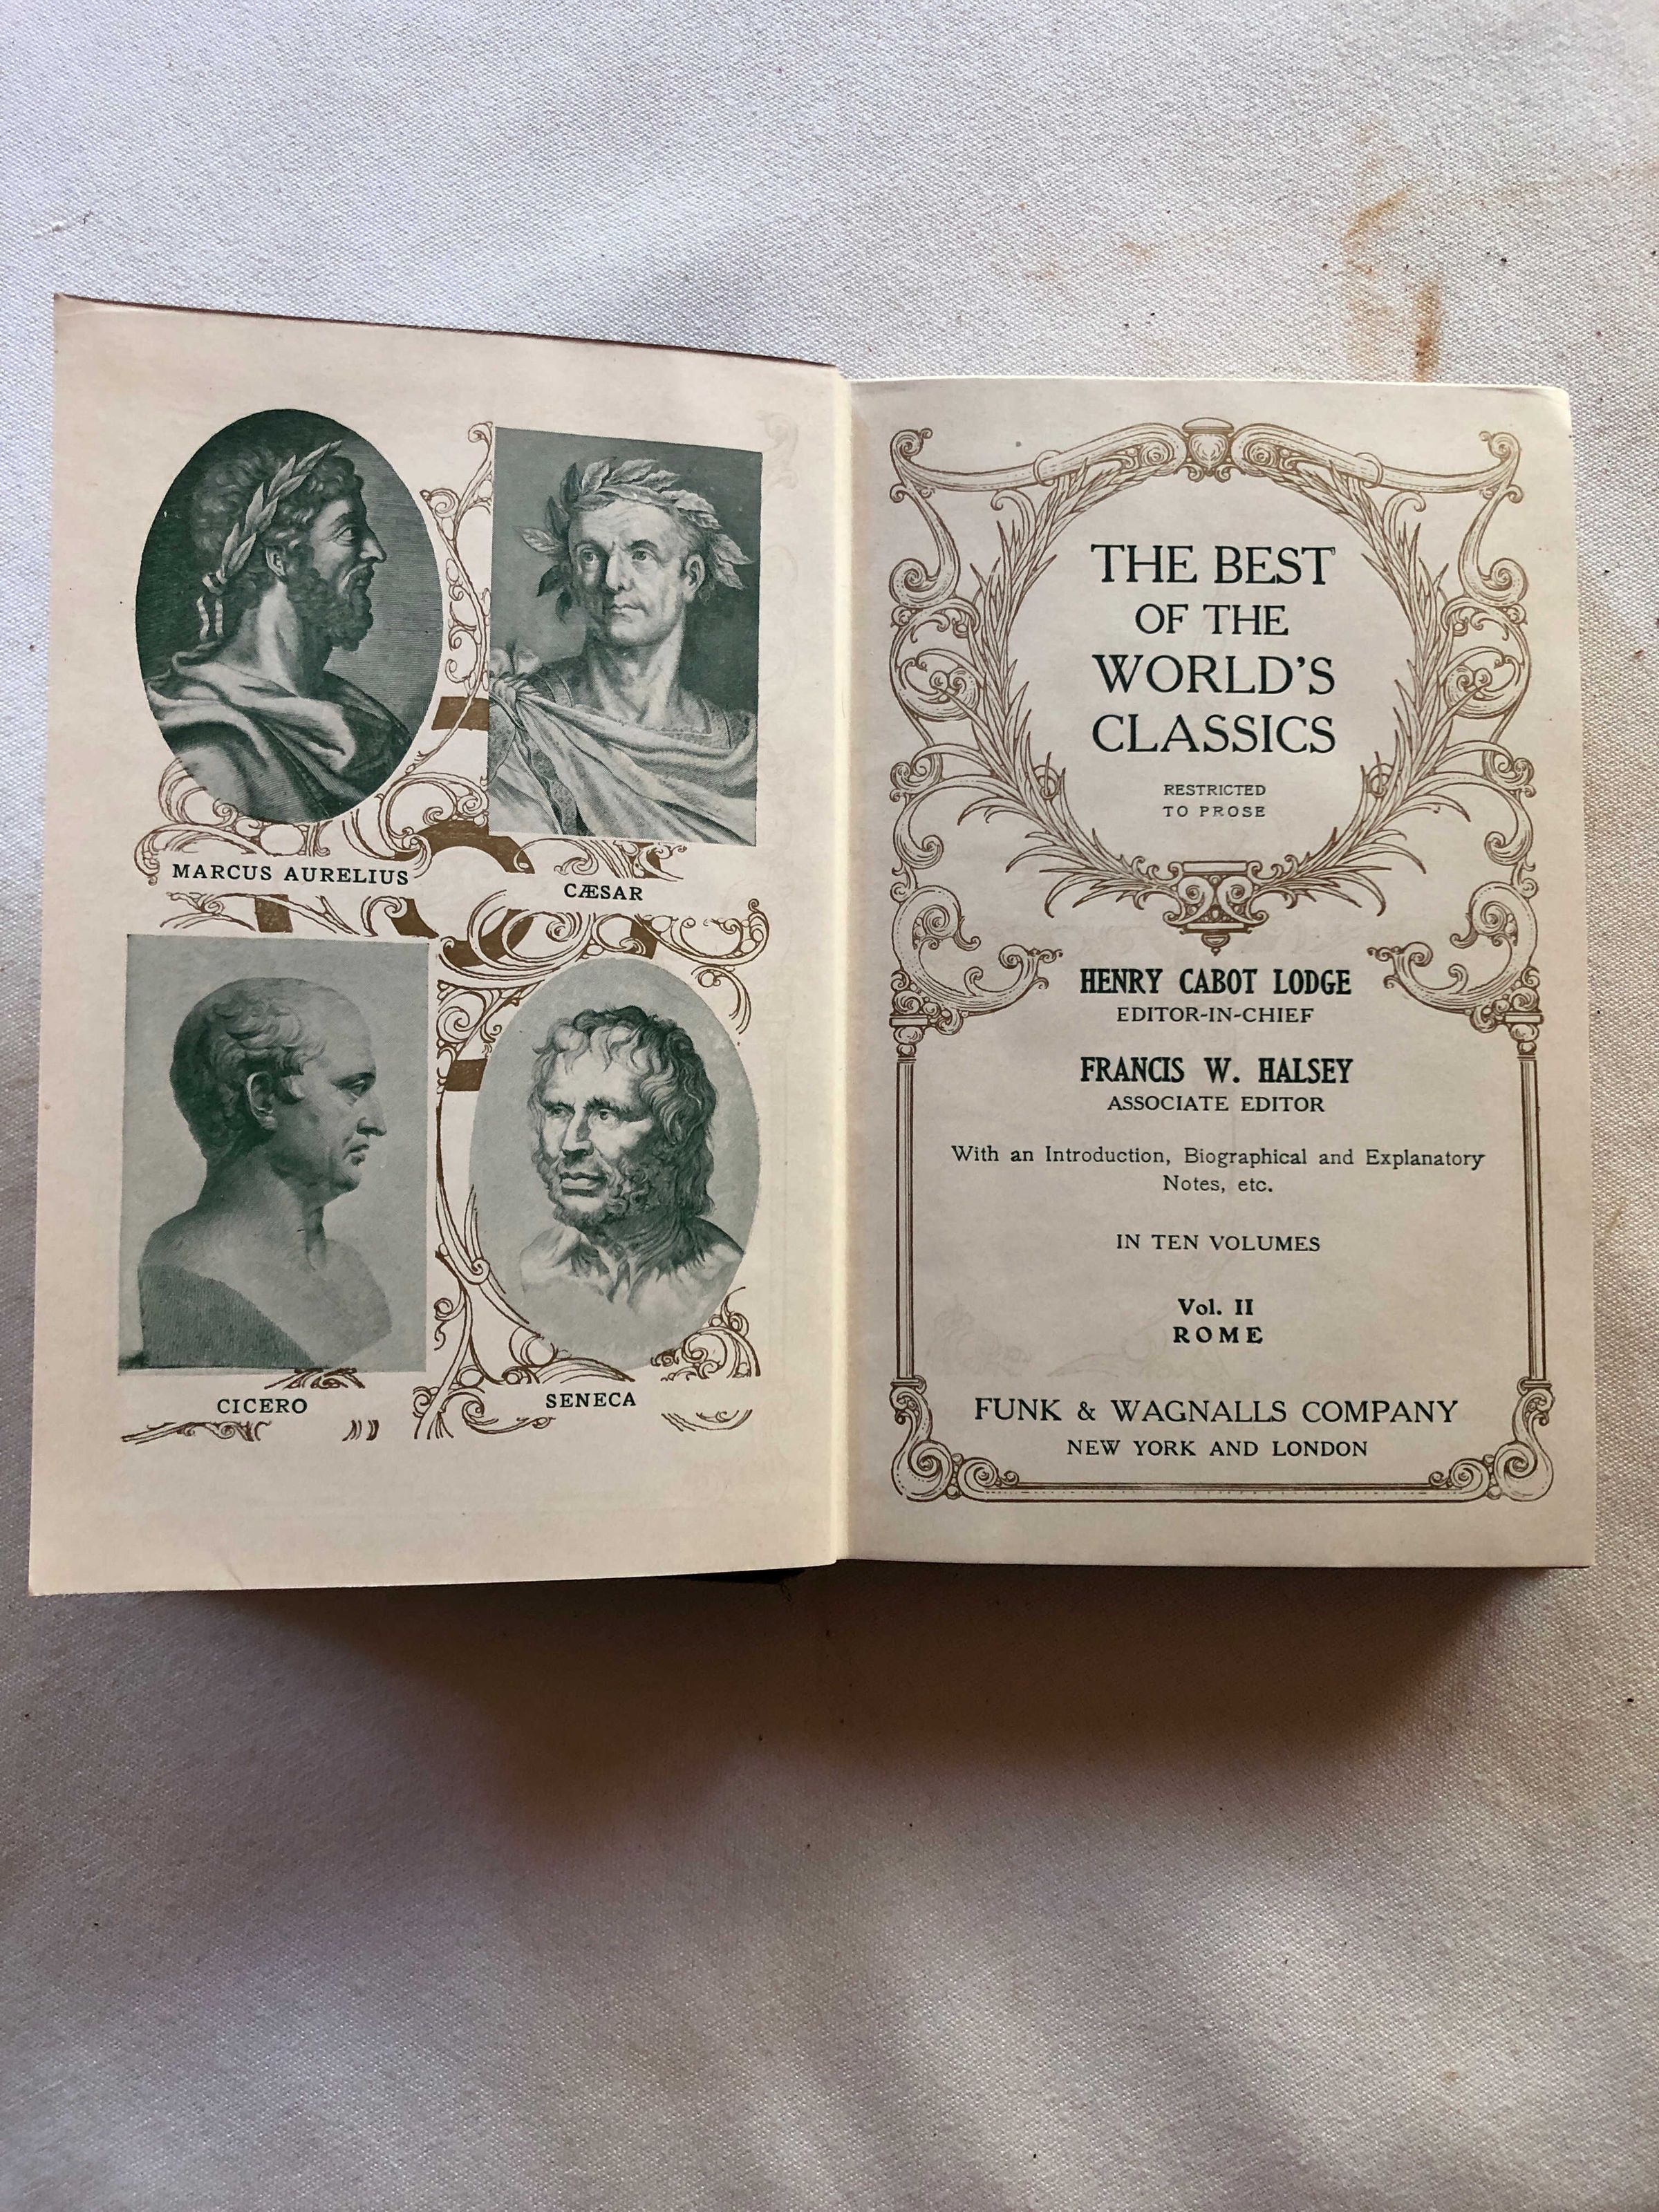 MARCUS AURELIUS
CÆSAR
CICERO
SENECA
THE BEST
OF THE
WORLD'S
CLASSICS
RESTRICTED
TO PROSE
HENRY CABOT LODGE
EDITOR-IN-CHIEF
FRANCIS W. HALSEY
ASSOCIATE EDITOR
With an Introduction, Biographical and Explanatory
Notes, etc.
IN TEN VOLUMES
Vol. II
ROME
FUNK & WAGNALLS COMPANY
NEW YORK AND LONDON